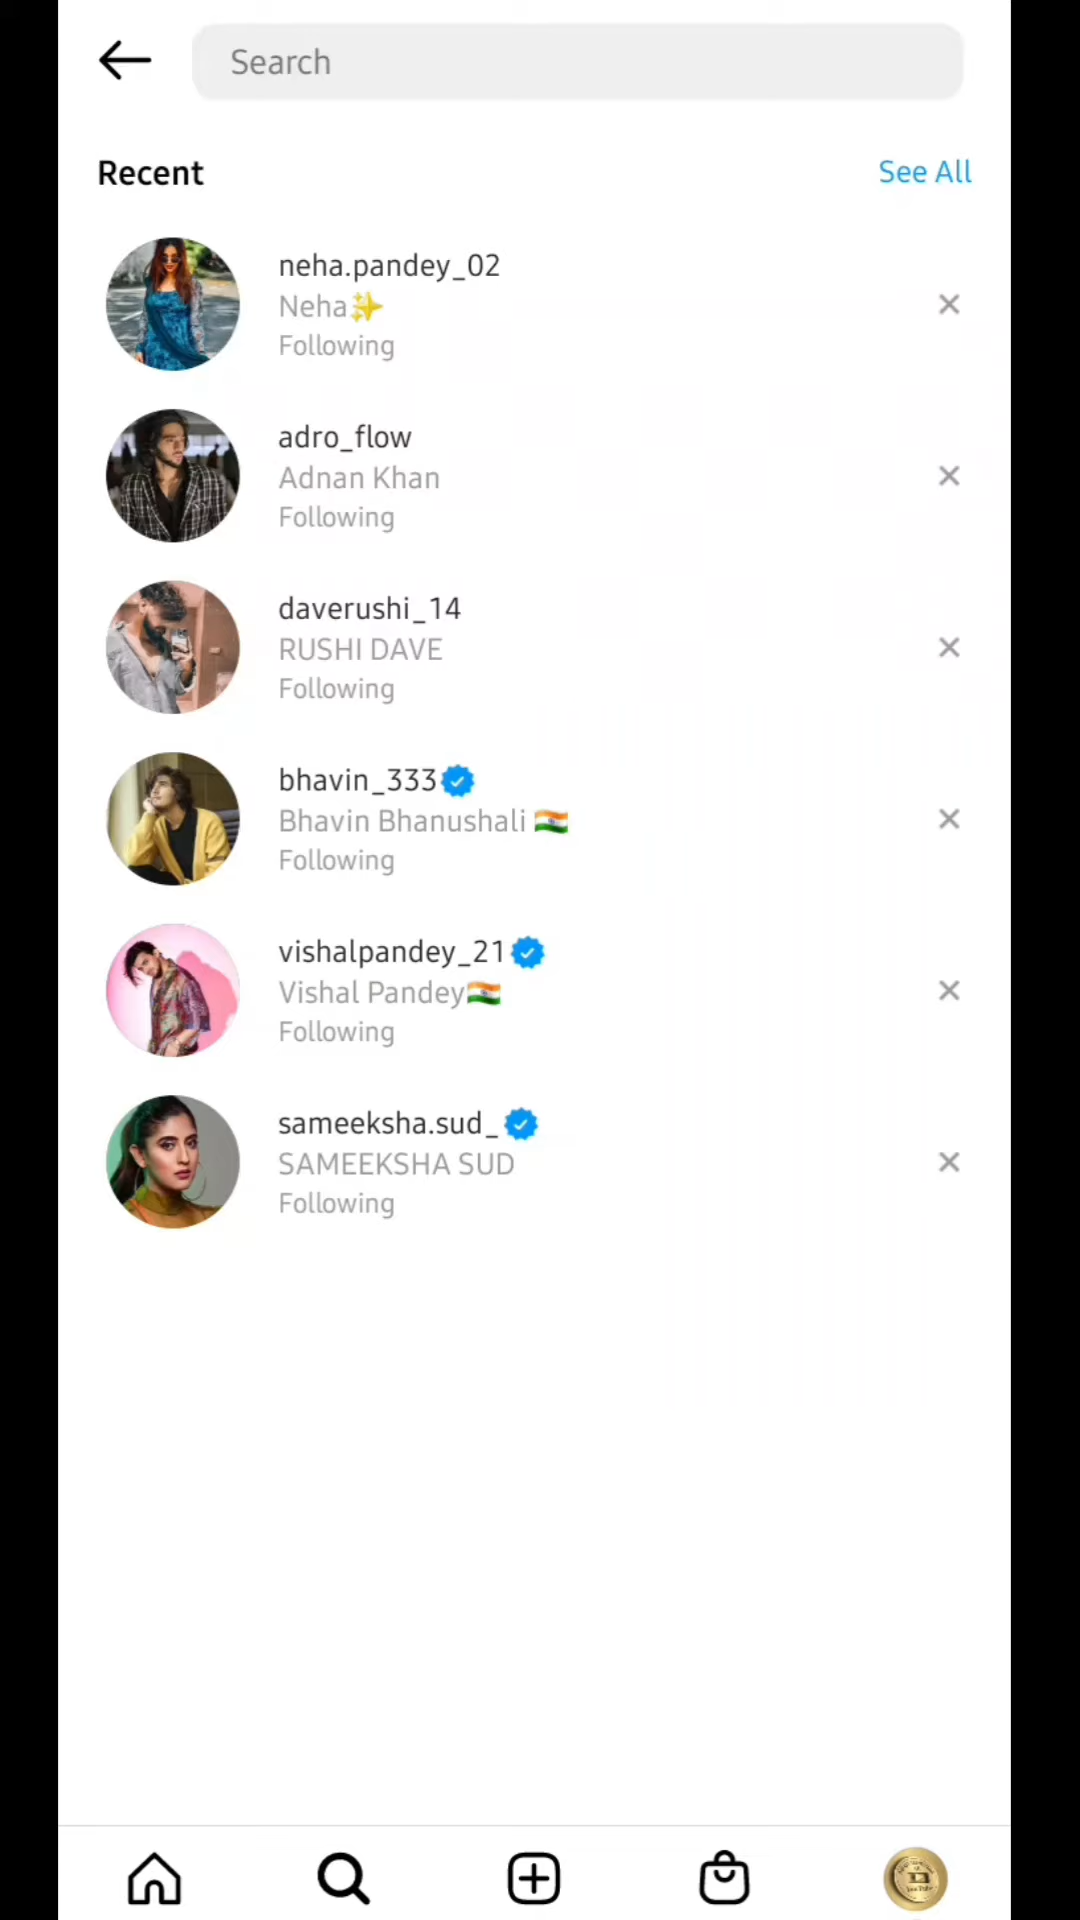 Search
Recent
See All
neha.pandey_02
Neha✨
Following
adro_flow
Adnan Khan
Following
daverushi_14
RUSHI DAVE
Following
bhavin_333
Bhavin Bhanushali 🇮🇳
Following
vishalpandey_21
Vishal Pandey🇮🇳
Following
sameeksha.sud_
SAMEEKSHA SUD
Following